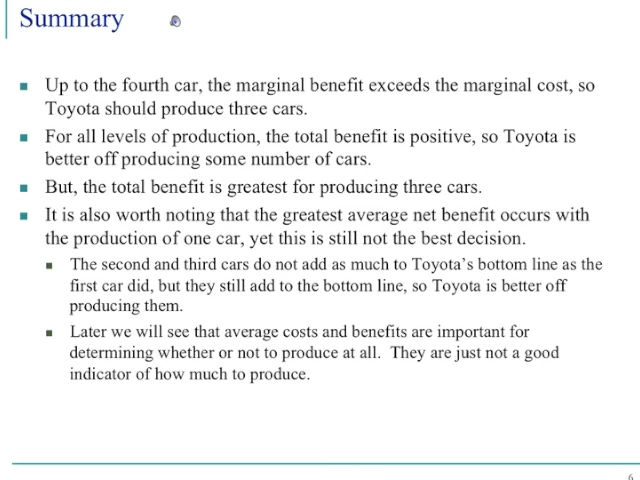 Summary
Up to the fourth car, the marginal benefit exceeds the marginal cost, so
Toyota should produce three cars.
For all levels of production, the total benefit is positive, so Toyota is
better off producing some number of cars.
But, the total benefit is greatest for producing three cars.
It is also worth noting that the greatest average net benefit occurs with
the production of one car, yet this is still not the best decision.
The second and third cars do not add as much to Toyota's bottom line as the
first car did, but they still add to the bottom line, so Toyota is better off
producing them.
Later we will see that average costs and benefits are important for
determining whether or not to produce at all.  They are just not a good
indicator of how much to produce.
6